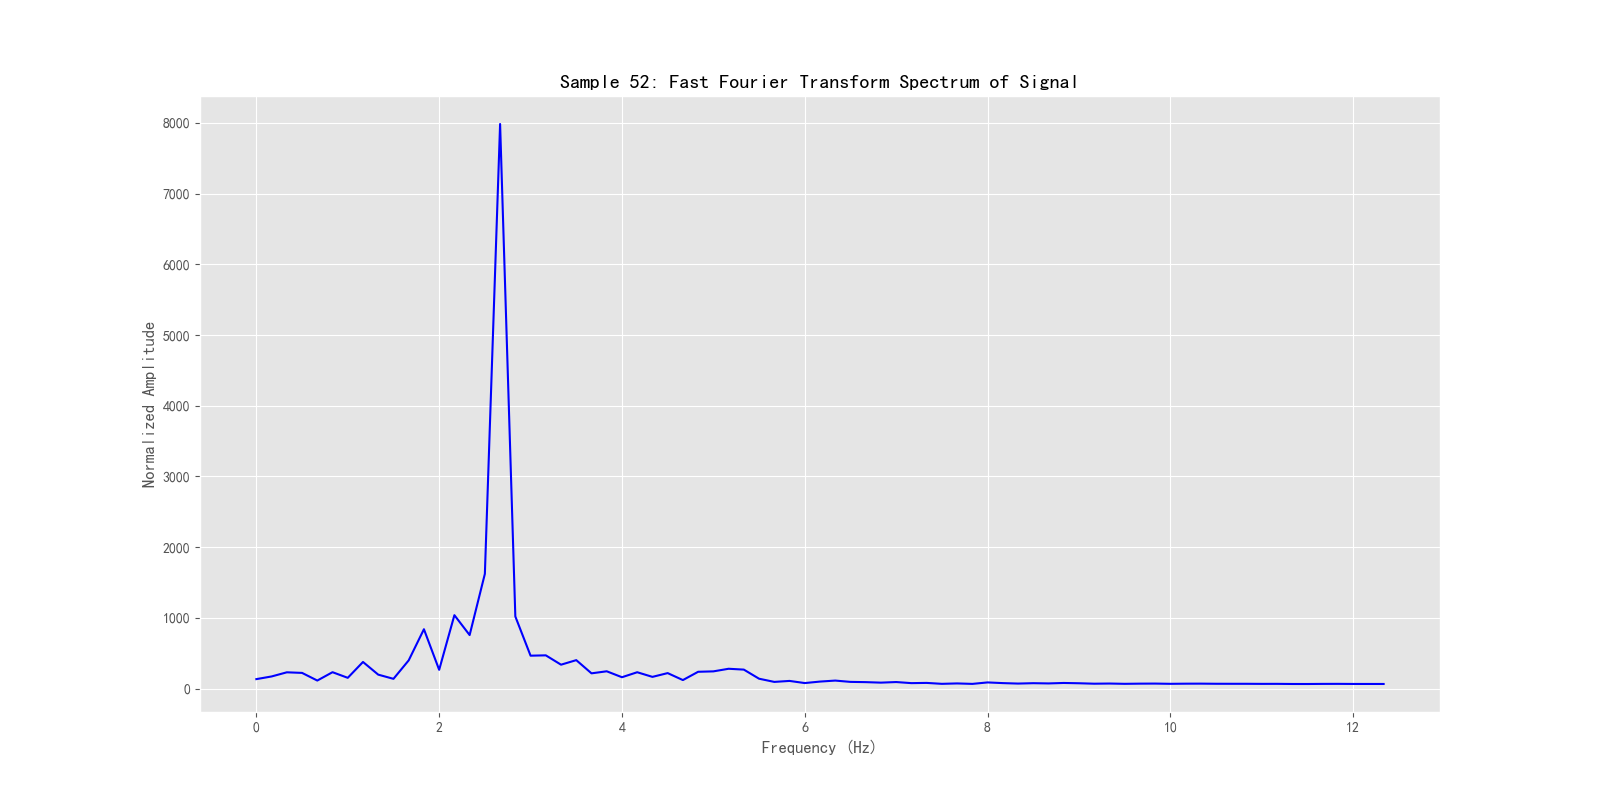 Sample 52: Fast Fourier Transform Spectrum of Signal
Normalized Amplitude
8000
7000
6000
5000
4000
3000
2000
1000
0
0 2 4 6 8 10 12
Frequency (Hz)